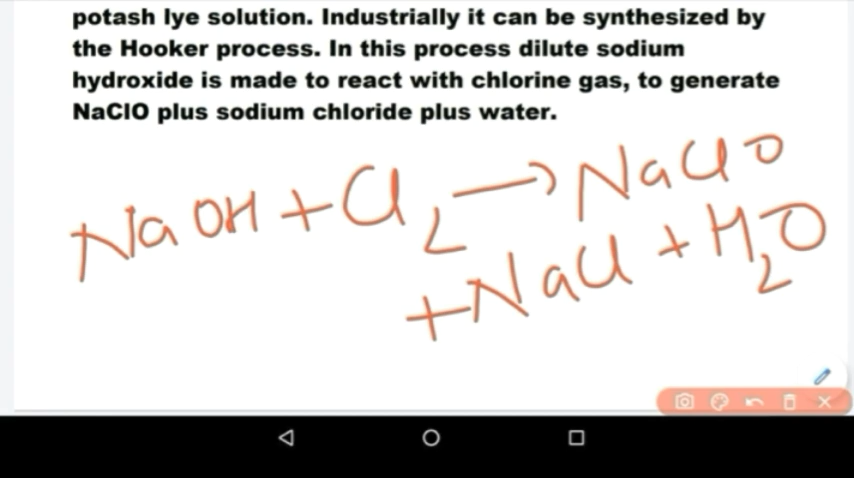 potash lye solution. Industrially it can be synthesized by
the Hooker process. In this process dilute sodium
hydroxide is made to react with chlorine gas, to generate
NaClO plus sodium chloride plus water.
NaOH + Cl2 → NaClO
+ NaCl + H2O